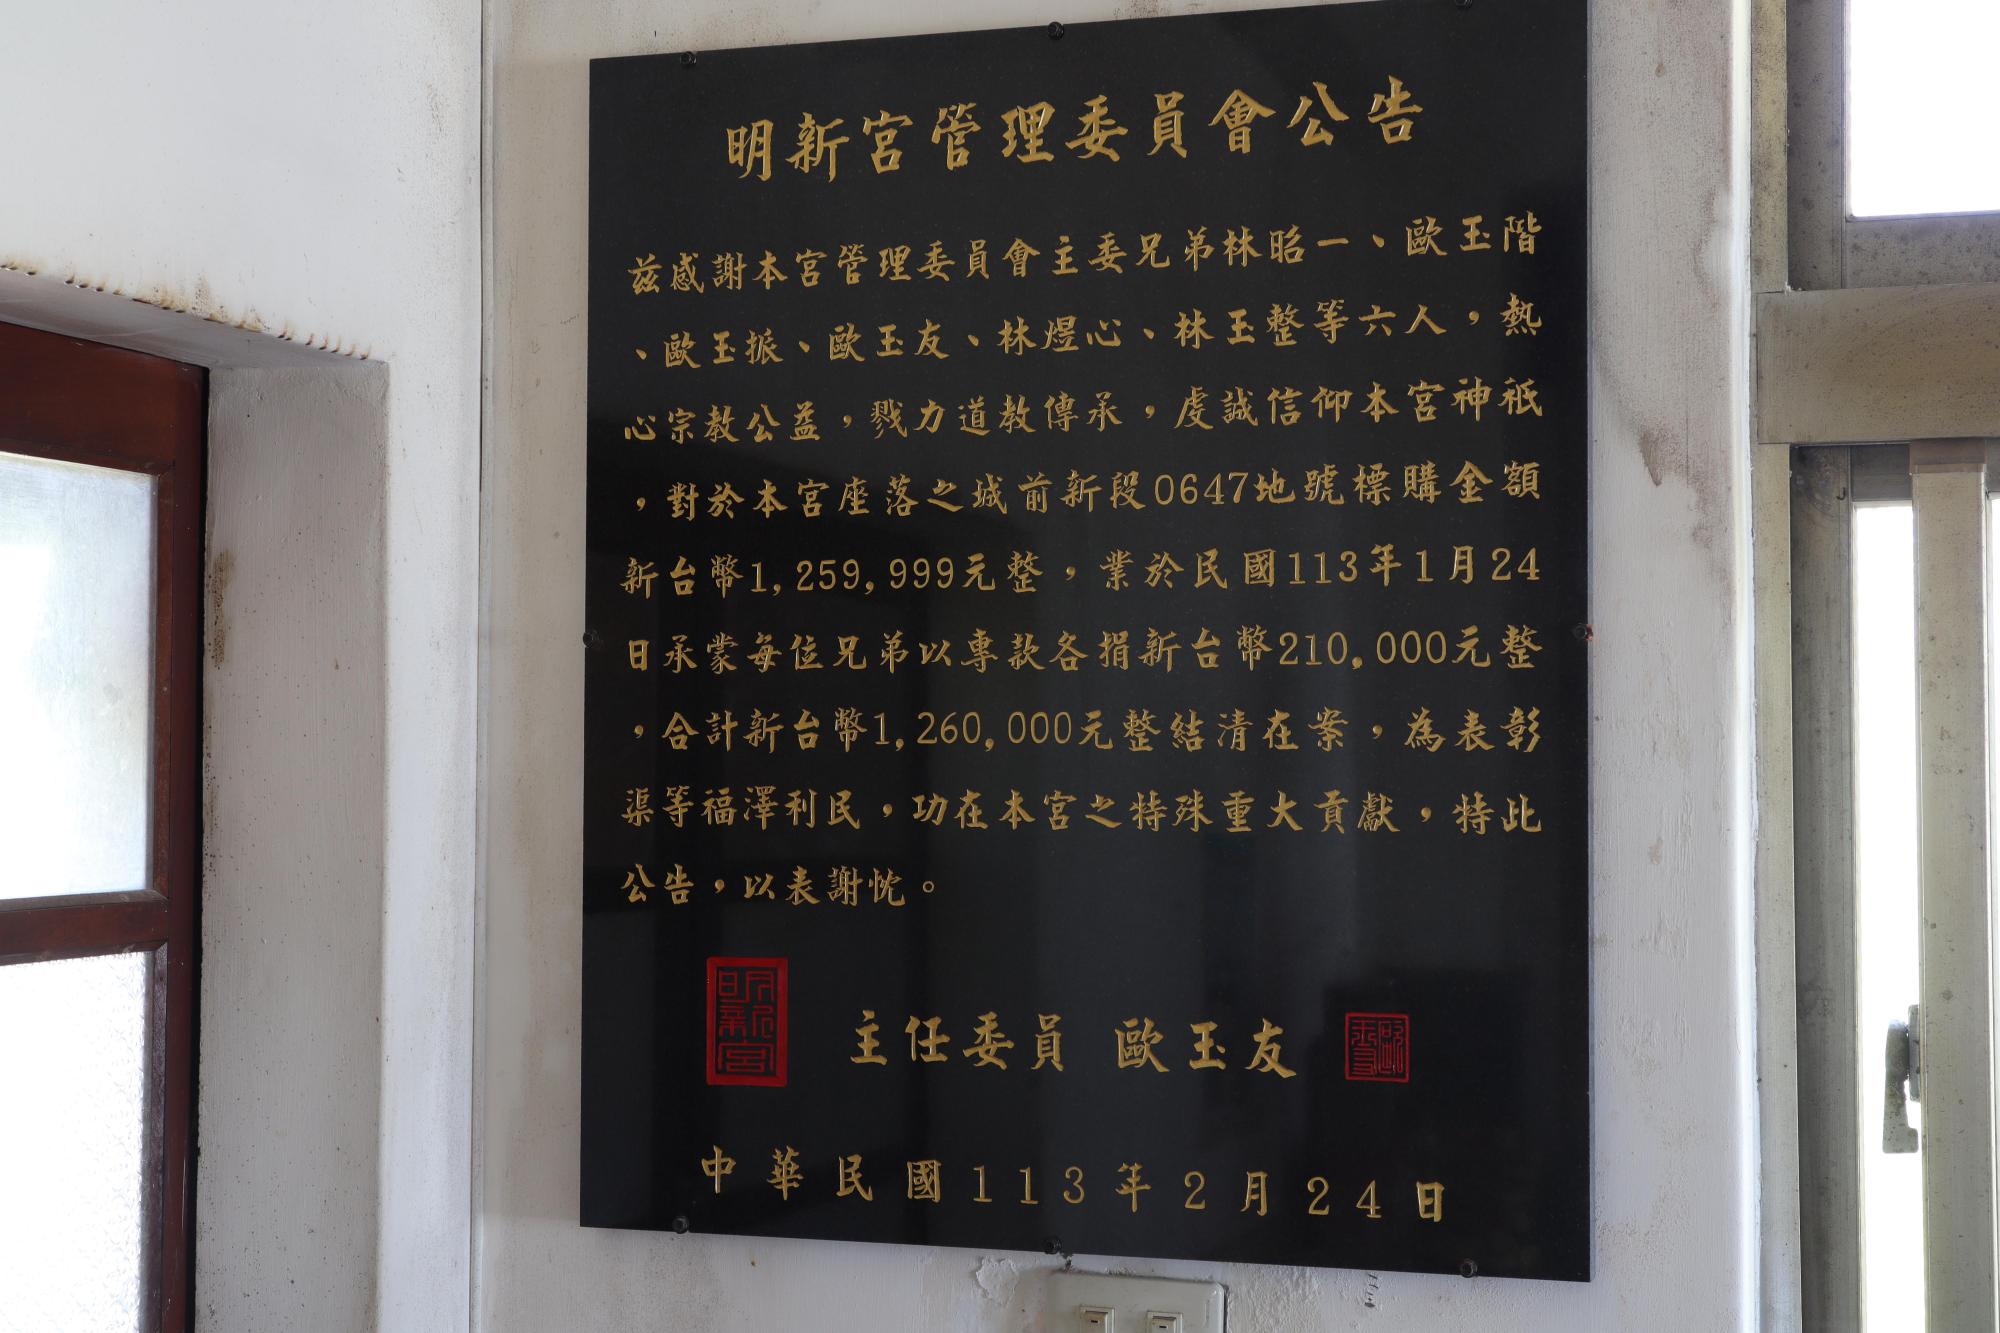 明新宮管理委員會公告
茲感謝本宮管理委員會主委兄弟林昭一、歐玉階
、歐玉振、歐玉友、林煜心、林玉整等六人，熱
心宗教公益，戮力道教傳承，虔誠信仰本宮神祇
，對於本宮座落之城前新段0647地號標購金額
新台幣1,259,999元整，業於民國113年1月24
日承蒙每位兄弟以專款各捐新台幣210,000元整
，合計新台幣1,260,000元整結清在案，為表彰
渠等福澤利民，功在本宮之特殊重大貢獻，特此
公告，以表謝忱。
明新宮
主任委員 歐玉友
歐玉友
中華民國113年2月24日